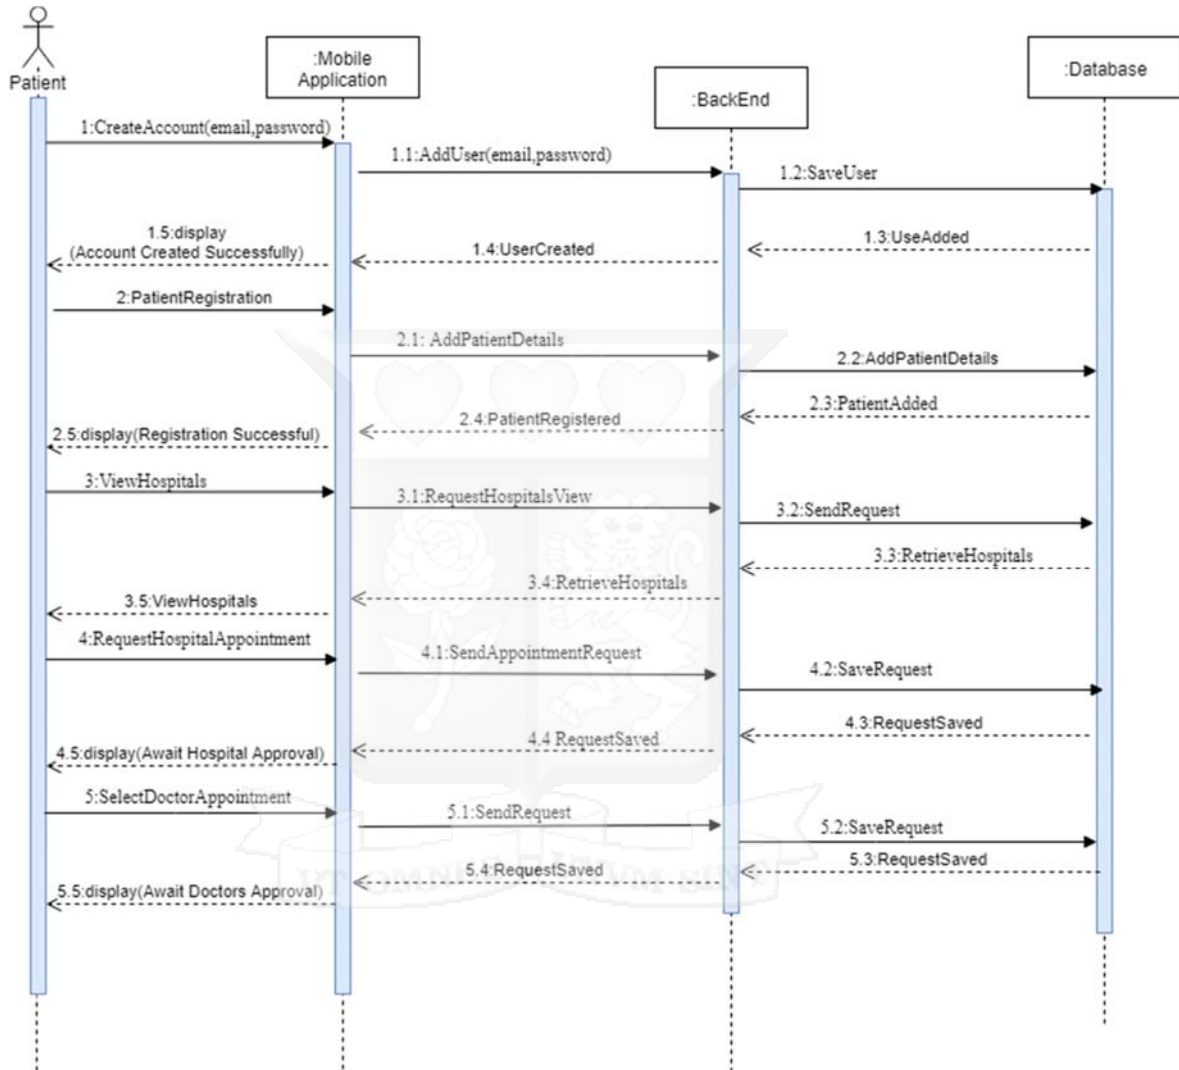 Patient
:Mobile
Application
:BackEnd
:Database
1:CreateAccount(email,password)
1.1:AddUser(email,password)
1.2:SaveUser
1.3:UseAdded
1.4:UserCreated
1.5:display
(Account Created Successfully)
2:PatientRegistration
2.1: AddPatientDetails
2.2:AddPatientDetails
2.3:PatientAdded
2.4:PatientRegistered
2.5:display(Registration Successful)
3:ViewHospitals
3.1:RequestHospitalsView
3.2:SendRequest
3.3:RetrieveHospitals
3.4:RetrieveHospitals
3.5:ViewHospitals
4:RequestHospitalAppointment
4.1:SendAppointmentRequest
4.2:SaveRequest
4.3:RequestSaved
4.4 RequestSaved
4.5:display(Await Hospital Approval)
5:SelectDoctorAppointment
5.1:SendRequest
5.2:SaveRequest
5.3:RequestSaved
5.4:RequestSaved
5.5:display(Await Doctors Approval)
VT OMNES VNVM SINT